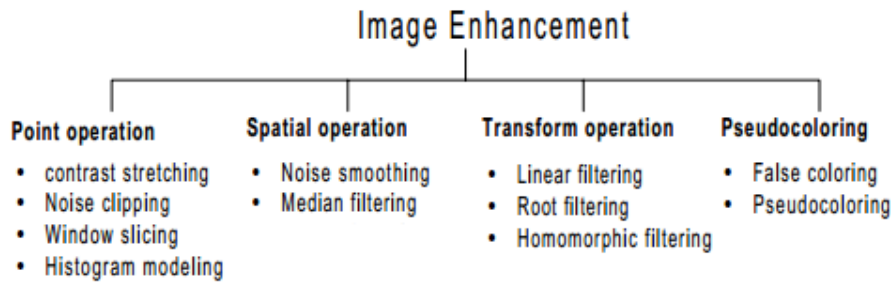 Image Enhancement
Point operation
• contrast stretching
• Noise clipping
• Window slicing
• Histogram modeling
Spatial operation
• Noise smoothing
• Median filtering
Transform operation
• Linear filtering
• Root filtering
• Homomorphic filtering
Pseudocoloring
• False coloring
• Pseudocoloring